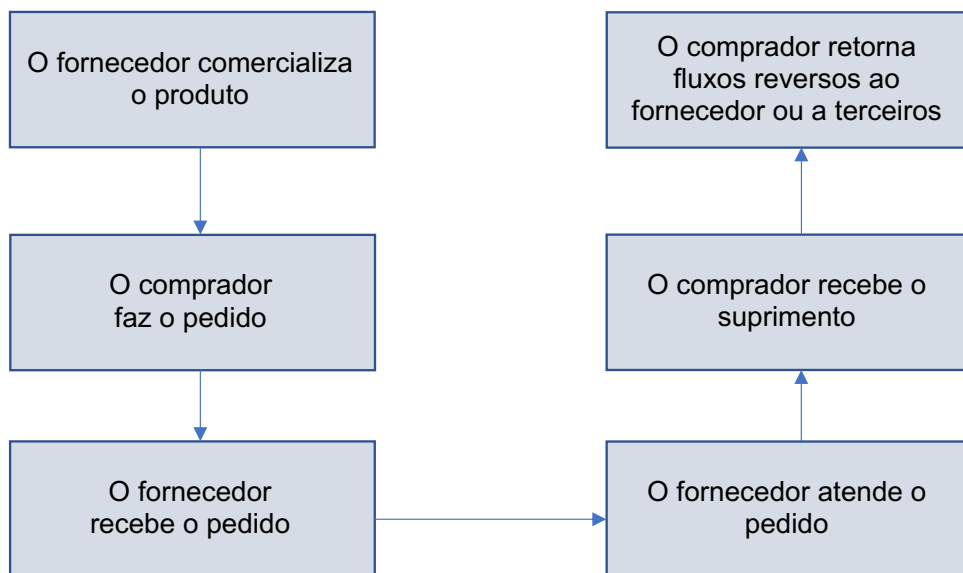 O fornecedor comercializa
o produto
O comprador
faz o pedido
O fornecedor
recebe o pedido
O fornecedor atende o
pedido
O comprador recebe o
suprimento
O comprador retorna
fluxos reversos ao
fornecedor ou a terceiros